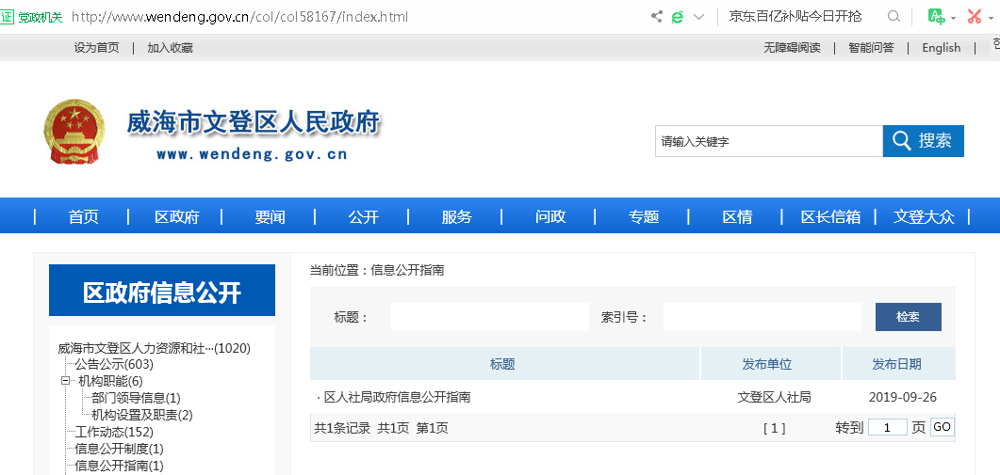 证 党政机关 http://www.wendeng.gov.cn/col/col58167/index.html 京东百亿补贴今日开抢
设为首页 | 加入收藏 无障碍阅读 | 智能问答 | English |
威海市文登区人民政府
www.wendeng.gov.cn
请输入关键字 搜索
首页 区政府 要闻 公开 服务 问政 专题 区情 区长信箱 文登大众
区政府信息公开
威海市文登区人力资源和社···(1020)
公告公示(603)
机构职能(6)
部门领导信息(1)
机构设置及职责(2)
工作动态(152)
信息公开制度(1)
信息公开指南(1)
当前位置：信息公开指南
标题： 索引号： 检索
标题 发布单位 发布日期
· 区人社局政府信息公开指南 文登区人社局 2019-09-26
共1条记录 共1页 第1页 [ 1 ] 转到 1 页 GO